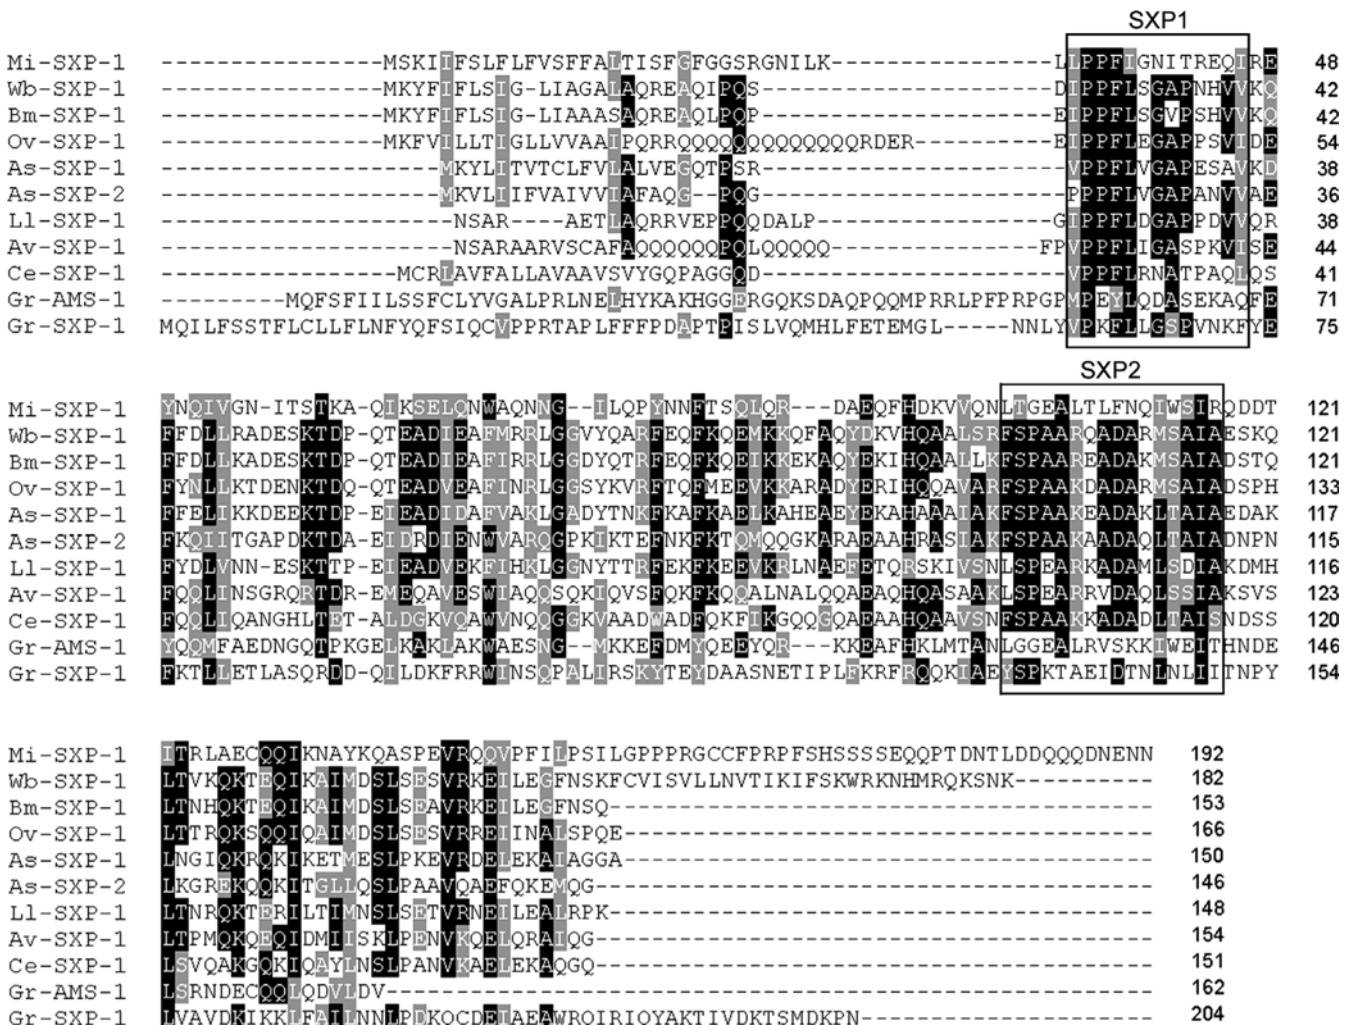 SXP1
Mi-SXP-1 ----------------MSKIIFSLFLFVSFFALTISFGFGGSRGNILK----------------LLPPFIGNITREQIRE 48
Wb-SXP-1 ----------------MKYFIFLSIG-LIAGALAQREAQIPQS---------------------DIPPFLSGAPNHVVKQ 42
Bm-SXP-1 ----------------MKYFIFLSIG-LIAAASAQREAQLPQP---------------------EIPPFLSGVPSHVVKQ 42
Ov-SXP-1 ----------------MKFVILLTIGLLVVAAIPQRRQQQQQQQQQQQQQRDER----------EIPPFLEGAPPSVIDE 54
As-SXP-1 --------------------MKYLITVTCLFVLALVEGQTPSR----------------------VPPFLVGAPESAVKD 38
As-SXP-2 --------------------MKVLIIFVAIVVIAFAQG--PQG----------------------PPPFLVGAPANVVAE 36
Ll-SXP-1 ---------------------NSAR----AETLAQRRVEPPQQDALP-----------------GIPPFLDGAPPDVVQR 38
Av-SXP-1 ---------------------NSARAARVSCAFAQQQQQQPQLQQQQQ---------------FPVPPFLIGASPKVISE 44
Ce-SXP-1 -----------------MCRLAVFALLAVAAVSVYGQPAGGQD----------------------VPPFLRNATPAQLQS 41
Gr-AMS-1 ---------MQFSFIILSSFCLYVGALPRLNELHYKAKHGGERGQKSDAQPQQMPRRLPFPRPGPMPEYLQDASEKAQFE 71
Gr-SXP-1 MQILFSSTFLCLLFLNFYQFSIQCVPPRTAPLFFFPDAPTPISLVQMHLFETEMGL-----NNLYVPKFLLGSPVNKFYE 75
SXP2
Mi-SXP-1 YNQIVGN-ITSTKA-QIKSELQNWAQNNG--ILQPYNNFTSQLQR---DAEQFHDKVVQNLTGEALTLFNQIWSIRQDDT 121
Wb-SXP-1 FFDLLRADESKTDP-QTEADIEAFMRRLGGVYQARFEQFKQEMKKQFAQYDKVHQAALSRFSPAARQADARMSAIAESKQ 121
Bm-SXP-1 FFDLLKADESKTDP-QTEADIEAFIRRLGGDYQTRFEQFKQEIKKEKAQYEKIHQAALLKFSPAAREADAKMSAIADSTQ 121
Ov-SXP-1 FYNLLKTDENKTDQ-QTEADVEAFINRLGGSYKVRFTQFMEEVKKARADYERIHQQAVARFSPAAKDADARMSAIADSPH 133
As-SXP-1 FFELIKKDEEKTDP-EIEADIDAFVAKLGADYTNKFKAFKAELKAHEAEYEKAHAAAIAKFSPAAKEADAKLTAIAEDAK 117
As-SXP-2 FKQIITGAPDKTDA-EIDRDIENWVARQGPKIKTEFNKFKTQMQQGKARAEAAHRASIAKFSPAAKAADAQLTAIADNPN 115
Ll-SXP-1 FYDLVNN-ESKTTP-EIEADVEKFIHKLGGNYTTRFEKFKEEVKRLNAEFETQRSKIVSNLSPEARKADAMLSDIAKDMH 116
Av-SXP-1 FQQLINSGRQRTDR-EMEQAVESWIAQQSQKIQVSFQKFKQQALNALQQAEAQHQASAAKLSPEARRVDAQLSSIAKSVS 123
Ce-SXP-1 FQQLIQANGHLTET-ALDGKVQAWVNQQGGKVAADWADFQKFIKGQQGQAEAAHQAAVSNFSPAAKKADADLTAISNDSS 120
Gr-AMS-1 YQQMFAEDNGQTPKGELKAKLAKWAESNG--MKKEFDMYQEEYQR---KKEAFHKLMTANLGGEALRVSKKIWEITHNDE 146
Gr-SXP-1 FKTLLETLASQRDD-QILDKFRRWINSQPALIRSKYTEYDAASNETIPLFKRFRQQKIAEYSPKTAEIDTNLNLIITNPY 154
Mi-SXP-1 ITRLAECQQIKNAYKQASPEVRQQVPFILPSILGPPPRGCCFPRPFSHSSSSEQQPTDNTLDDQQQDNENN 192
Wb-SXP-1 LTVKQKTEQIKAIMDSLSESVRKEILEGFNSKFCVISVLLNVTIKIFSKWRKNHMRQKSNK---------- 182
Bm-SXP-1 LTNHQKTEQIKAIMDSLSEAVRKEILEGFNSQ--------------------------------------- 153
Ov-SXP-1 LTTRQKSQQIQAIMDSLSESVRREIINALSPQE-------------------------------------- 166
As-SXP-1 LNGIQKRQKIKETMESLPKEVRDELEKAIAGGA-------------------------------------- 150
As-SXP-2 LKGREKQQKITGLLQSLPAAVQAEFQKEMQG---------------------------------------- 146
Ll-SXP-1 LTNRQKTERILTIMNSLSETVRNEILEALRPK--------------------------------------- 148
Av-SXP-1 LTPMQKQEQIDMIISKLPENVKQELQRAIQG---------------------------------------- 154
Ce-SXP-1 LSVQAKGQKIQAYLNSLPANVKAELEKAQGQ---------------------------------------- 151
Gr-AMS-1 LSRNDECQQLQDVLDV------------------------------------------------------- 162
Gr-SXP-1 LVAVDKIKKLFAILNNLPDKQCDELAEAWRQIRIQYAKTIVDKTSMDKPN--------------------- 204